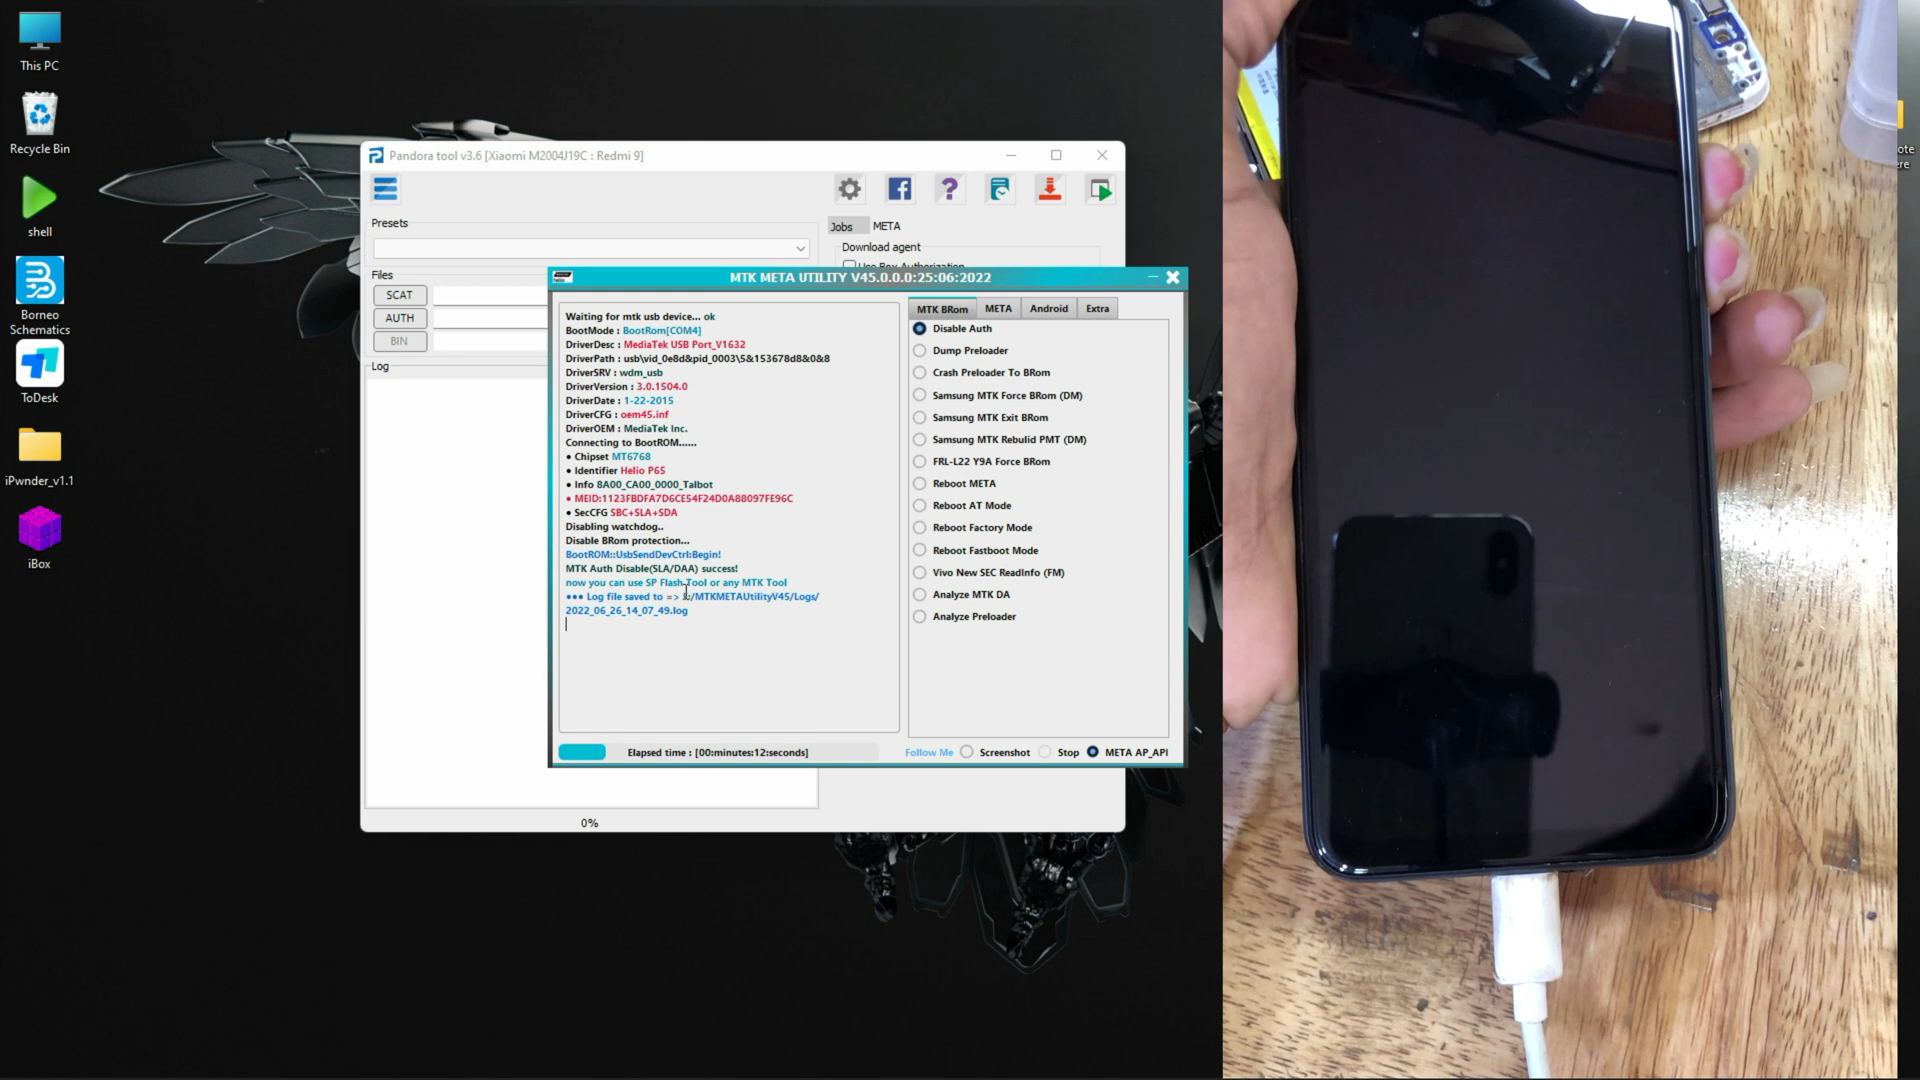 This PC
Recycle Bin
shell
Borneo
Schematics
ToDesk
iPwnder_v1.1
iBox
Pandora tool v3.6 [Xiaomi M2004J19C : Redmi 9]
Presets
Jobs
META
Download agent
Use Box Authorization
Files
SCAT
AUTH
BIN
Log
0%
MTK META UTILITY V45.0.0.0:25:06:2022
Waiting for mtk usb device... ok
BootMode : BootRom[COM4]
DriverDesc : MediaTek USB Port_V1632
DriverPath : usb\vid_0e8d&pid_0003\5&153678d8&0&8
DriverSRV : wdm_usb
DriverVersion : 3.0.1504.0
DriverDate : 1-22-2015
DriverCFG : oem45.inf
DriverOEM : MediaTek Inc.
Connecting to BootROM......
• Chipset MT6768
• Identifier Helio P65
• Info 8A00_CA00_0000_Talbot
• MEID:1123FBDFA7D6CE54F24D0A88097FE96C
• SecCFG SBC+SLA+SDA
Disabling watchdog..
Disable BRom protection...
BootROM::UsbSendDevCtrl:Begin!
MTK Auth Disable(SLA/DAA) success!
now you can use SP Flash Tool or any MTK Tool
••• Log file saved to => :/MTKMETAUtilityV45/Logs/
2022_06_26_14_07_49.log
MTK BRom
META
Android
Extra
Disable Auth
Dump Preloader
Crash Preloader To BRom
Samsung MTK Force BRom (DM)
Samsung MTK Exit BRom
Samsung MTK Rebulid PMT (DM)
FRL-L22 Y9A Force BRom
Reboot META
Reboot AT Mode
Reboot Factory Mode
Reboot Fastboot Mode
Vivo New SEC ReadInfo (FM)
Analyze MTK DA
Analyze Preloader
Elapsed time : [00:minutes:12:seconds]
Follow Me
Screenshot
Stop
META AP_API